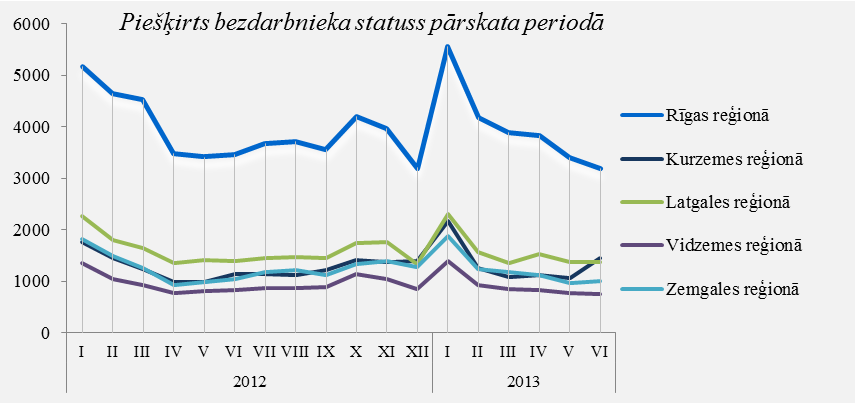 Piešķirts bezdarbnieka statuss pārskata periodā
6000
5000
4000
3000
2000
1000
0
I II III IV V VI VII VIII IX X XI XII I II III IV V VI
2012 2013
Rīgas reģionā
Kurzemes reģionā
Latgales reģionā
Vidzemes reģionā
Zemgales reģionā